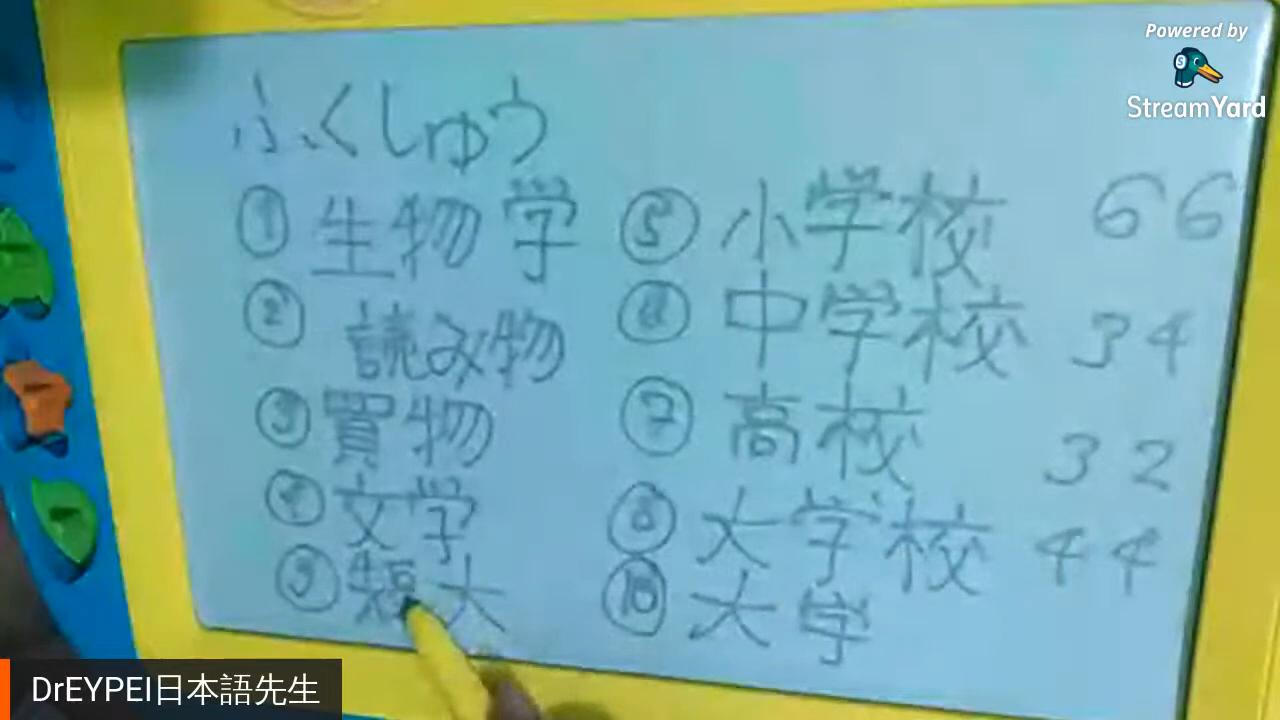 Powered by
StreamYard
ふくしゅう
① 生物学
② 読み物
③ 買物
④ 文学
⑨ 短大
⑤ 小学校 66
⑥ 中学校 34
⑦ 高校 32
⑧ 大学校 44
⑩ 大学
DrEYPEI日本語先生